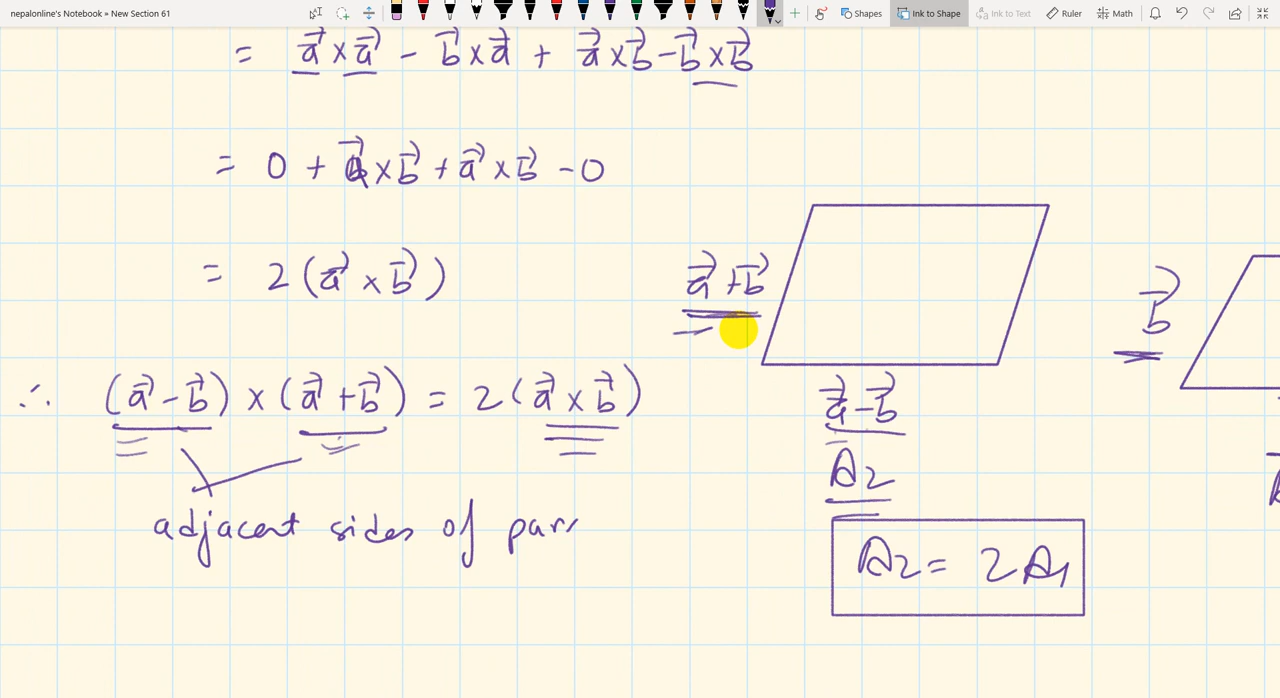 nepalonline's Notebook » New Section 61
Shapes Ink to Shape Ink to Text Ruler Math
= a⃗ × a⃗ − b⃗ × a⃗ + a⃗ × b⃗ − b⃗ × b⃗
= 0 + a⃗ × b⃗ + a⃗ × b⃗ − 0
= 2 (a⃗ × b⃗)
∴ (a⃗ − b⃗) × (a⃗ + b⃗) = 2 (a⃗ × b⃗)
adjacent sides of par
a⃗ + b⃗
a⃗ − b⃗
A2
A2 = 2A1
b⃗